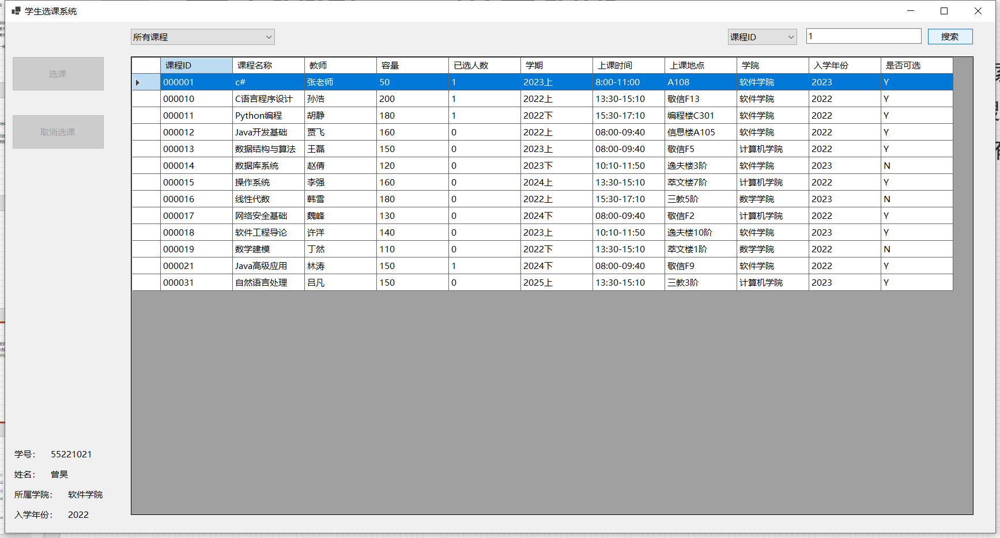 学生选课系统
所有课程 课程ID 1 搜索
选课
取消选课
课程ID 课程名称 教师 容量 已选人数 学期 上课时间 上课地点 学院 入学年份 是否可选
000001 c# 张老师 50 1 2023上 8:00-11:00 A108 软件学院 2023 Y
000010 C语言程序设计 孙浩 200 1 2022上 13:30-15:10 敬信F13 软件学院 2022 Y
000011 Python编程 胡静 180 1 2022下 15:30-17:10 编程楼C301 软件学院 2022 Y
000012 Java开发基础 贾飞 160 0 2022上 08:00-09:40 信息楼A105 软件学院 2022 Y
000013 数据结构与算法 王磊 150 0 2023上 08:00-09:40 敬信F5 计算机学院 2022 Y
000014 数据库系统 赵倩 120 0 2023下 10:10-11:50 逸夫楼3阶 软件学院 2023 N
000015 操作系统 李强 160 0 2024上 13:30-15:10 萃文楼7阶 计算机学院 2022 Y
000016 线性代数 韩雪 180 0 2022上 15:30-17:10 三教5阶 数学学院 2023 N
000017 网络安全基础 魏峰 130 0 2024下 08:00-09:40 敬信F2 计算机学院 2022 Y
000018 软件工程导论 许洋 140 0 2023上 10:10-11:50 逸夫楼10阶 软件学院 2023 Y
000019 数学建模 丁然 110 0 2022下 13:30-15:10 萃文楼1阶 数学学院 2022 N
000021 Java高级应用 林涛 150 1 2024下 08:00-09:40 敬信F9 软件学院 2022 Y
000031 自然语言处理 吕凡 150 0 2025上 13:30-15:10 三教3阶 计算机学院 2023 Y
学号： 55221021
姓名： 曾昊
所属学院： 软件学院
入学年份： 2022